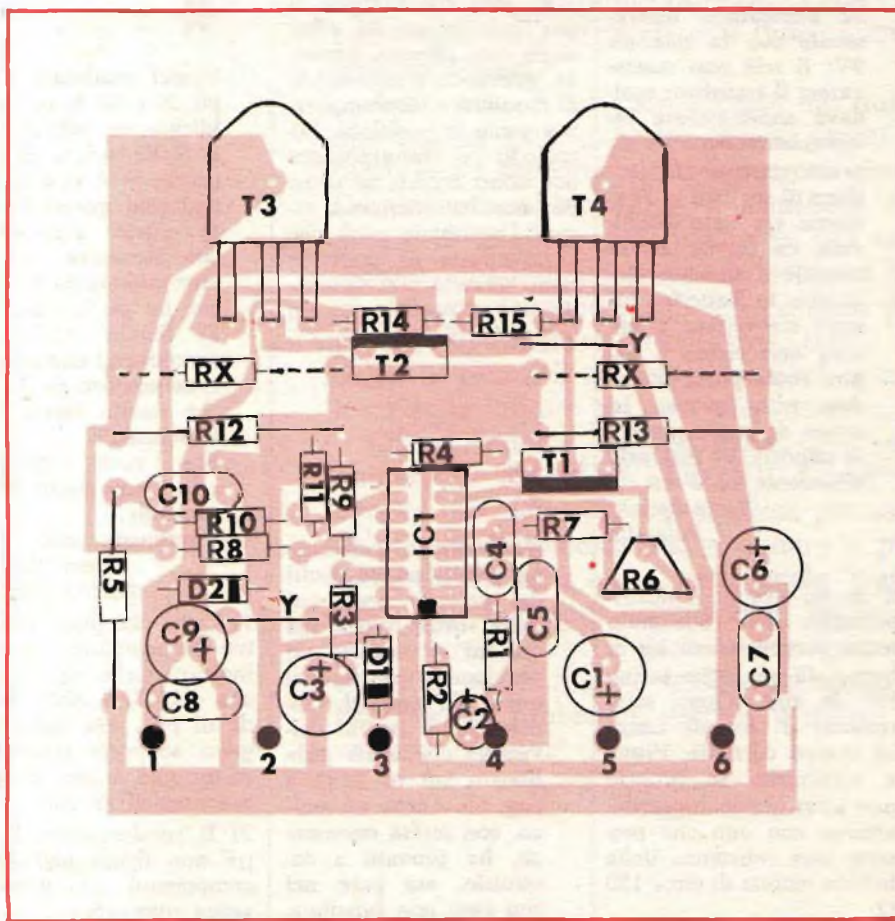 T3 T4
R14 R15
Y
T2
RX RX
R12 R13
R4
T1
R11 R9
C10
IC1
C4
R7
R10
R8
R5
R6
C6
D2
C5
Y
R3
C9
+
R1
C7
C3
+
D1
R2
C1
+
C8
C2
+
1 2 3 4 5 6